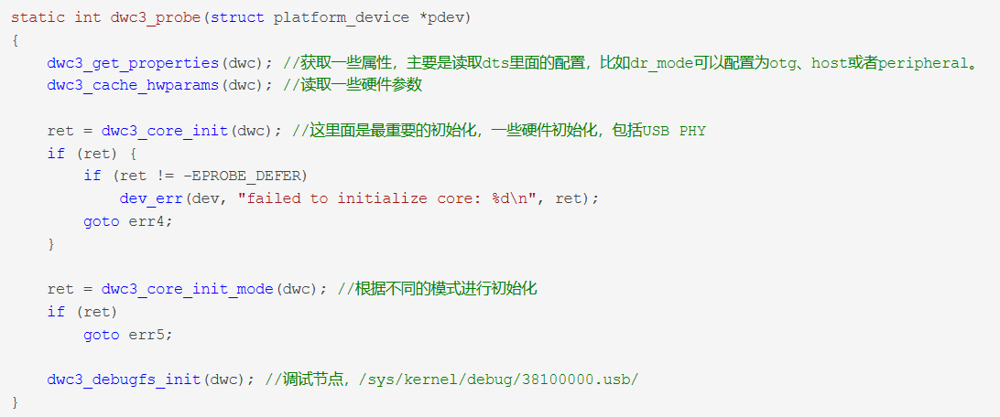 static int dwc3_probe(struct platform_device *pdev)
{
    dwc3_get_properties(dwc); //获取一些属性，主要是读取dts里面的配置，比如dr_mode可以配置为otg、host或者peripheral。
    dwc3_cache_hwparams(dwc); //读取一些硬件参数

    ret = dwc3_core_init(dwc); //这里面是最重要的初始化，一些硬件初始化，包括USB PHY
    if (ret) {
        if (ret != -EPROBE_DEFER)
            dev_err(dev, "failed to initialize core: %d\n", ret);
        goto err4;
    }

    ret = dwc3_core_init_mode(dwc); //根据不同的模式进行初始化
    if (ret)
        goto err5;

    dwc3_debugfs_init(dwc); //调试节点，/sys/kernel/debug/38100000.usb/
}